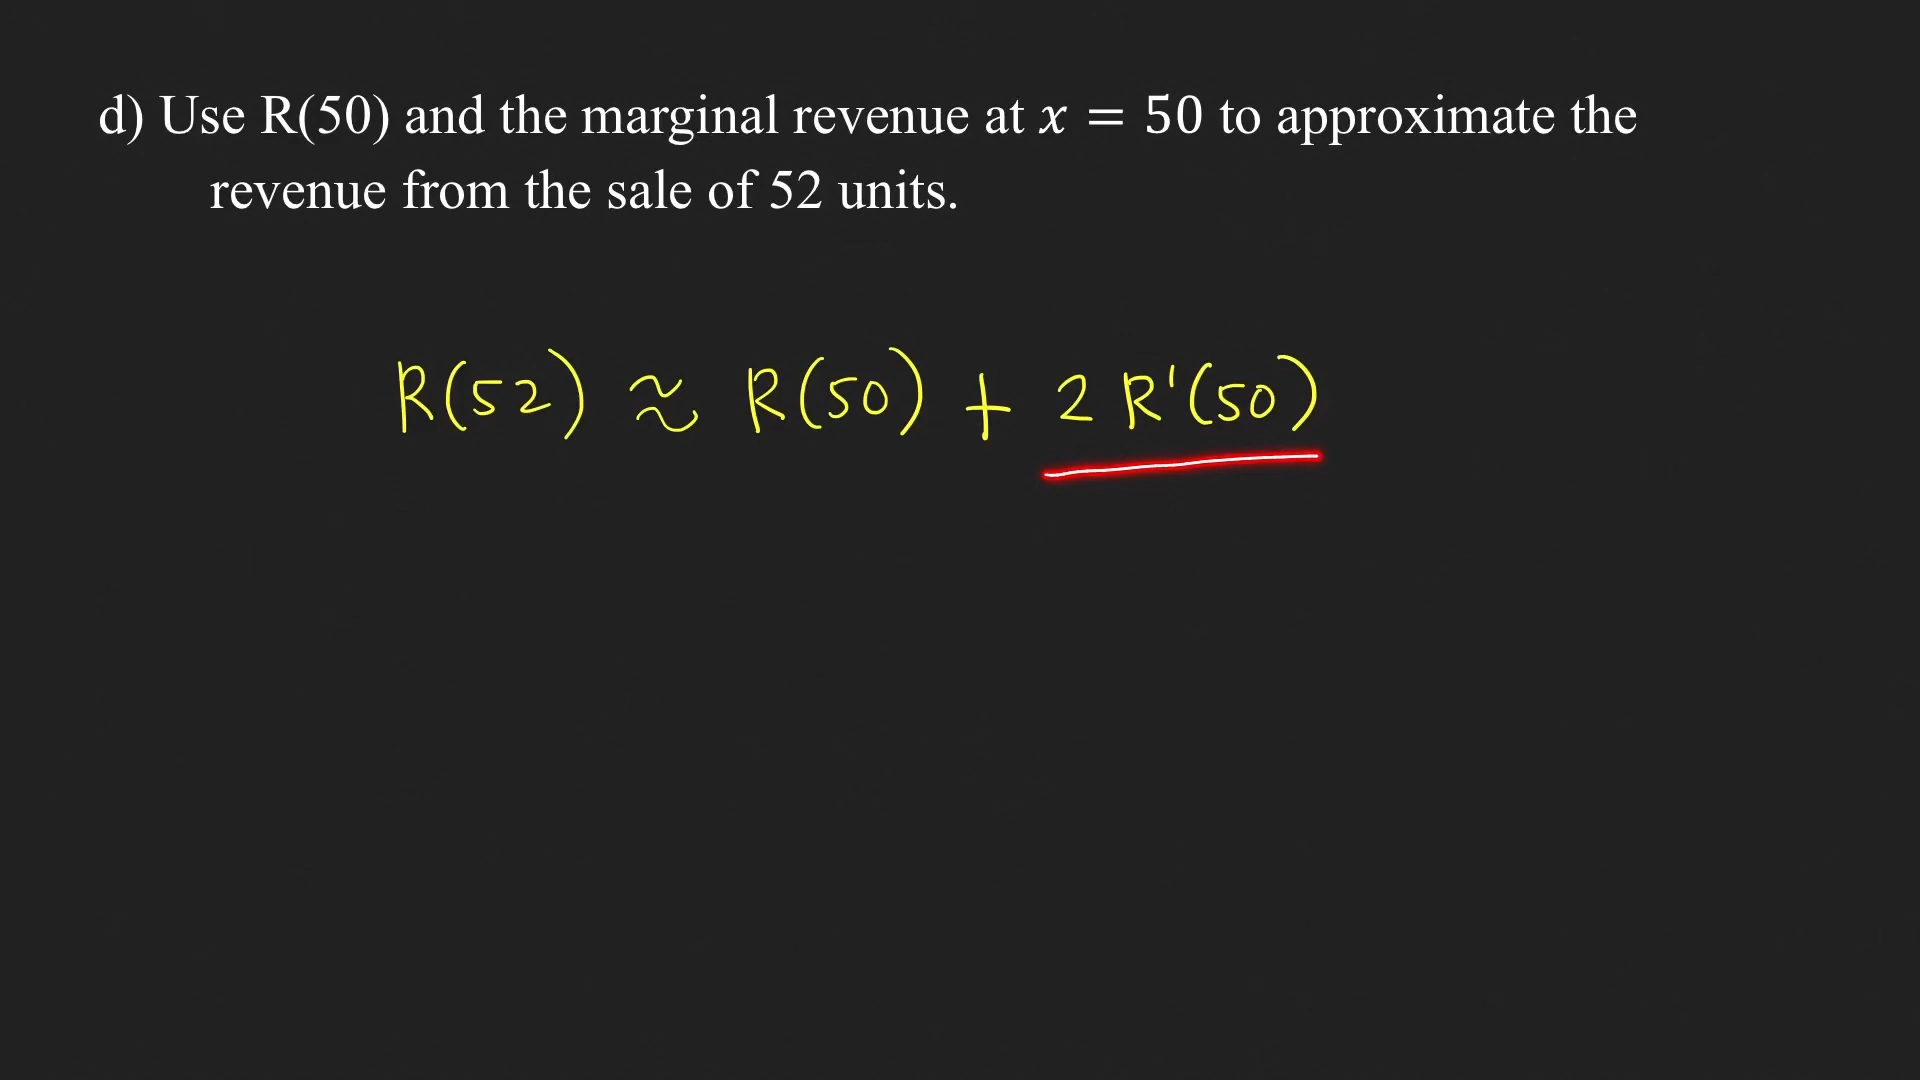 d) Use R(50) and the marginal revenue at x = 50 to approximate the
revenue from the sale of 52 units.
R(52) ≈ R(50) + 2 R'(50)